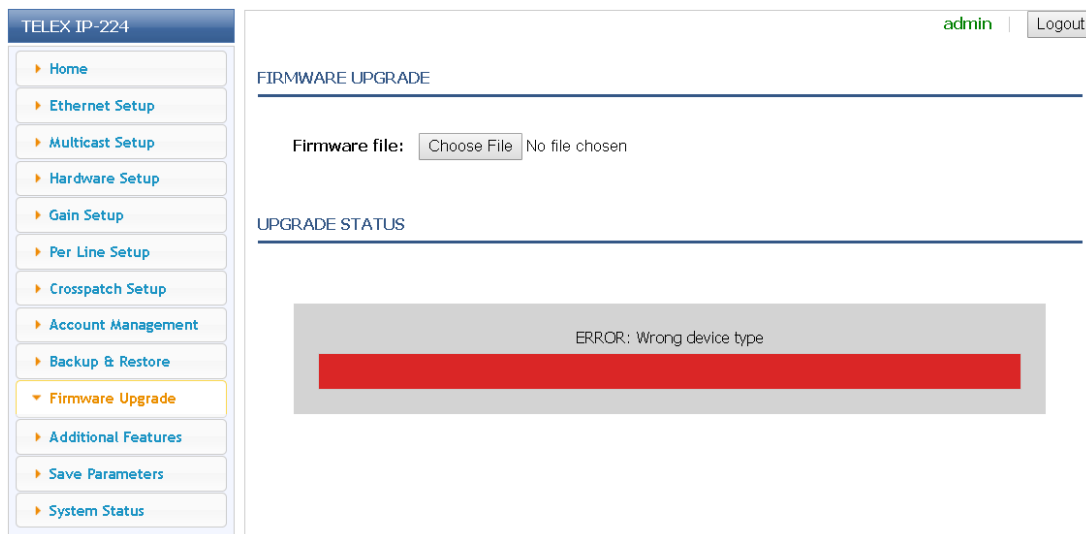 TELEX IP-224
Home
Ethernet Setup
Multicast Setup
Hardware Setup
Gain Setup
Per Line Setup
Crosspatch Setup
Account Management
Backup & Restore
Firmware Upgrade
Additional Features
Save Parameters
System Status
admin | Logout
FIRMWARE UPGRADE
Firmware file: Choose File No file chosen
UPGRADE STATUS
ERROR: Wrong device type